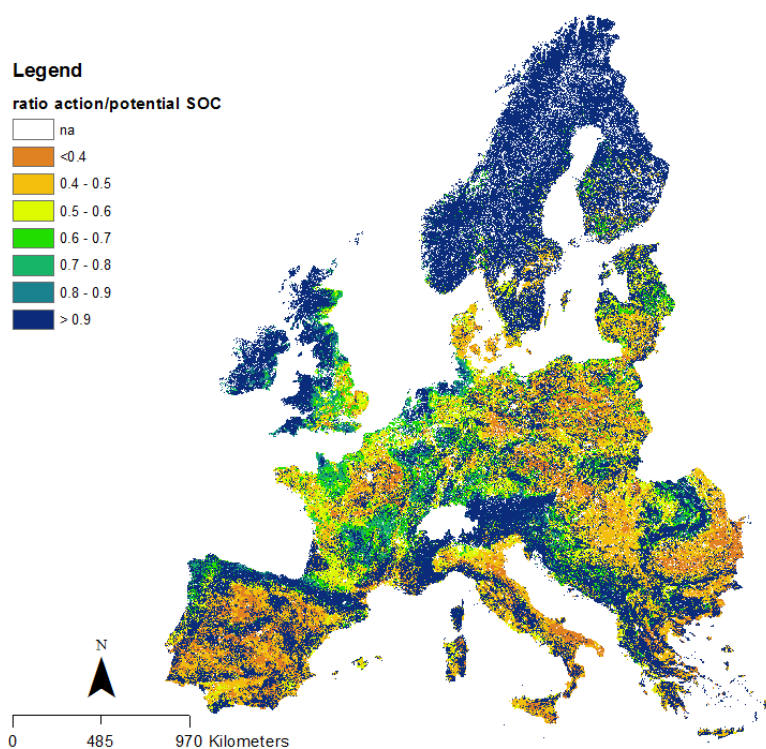 Legend
ratio action/potential SOC
na
<0.4
0.4 - 0.5
0.5 - 0.6
0.6 - 0.7
0.7 - 0.8
0.8 - 0.9
> 0.9
N
0 485 970 Kilometers